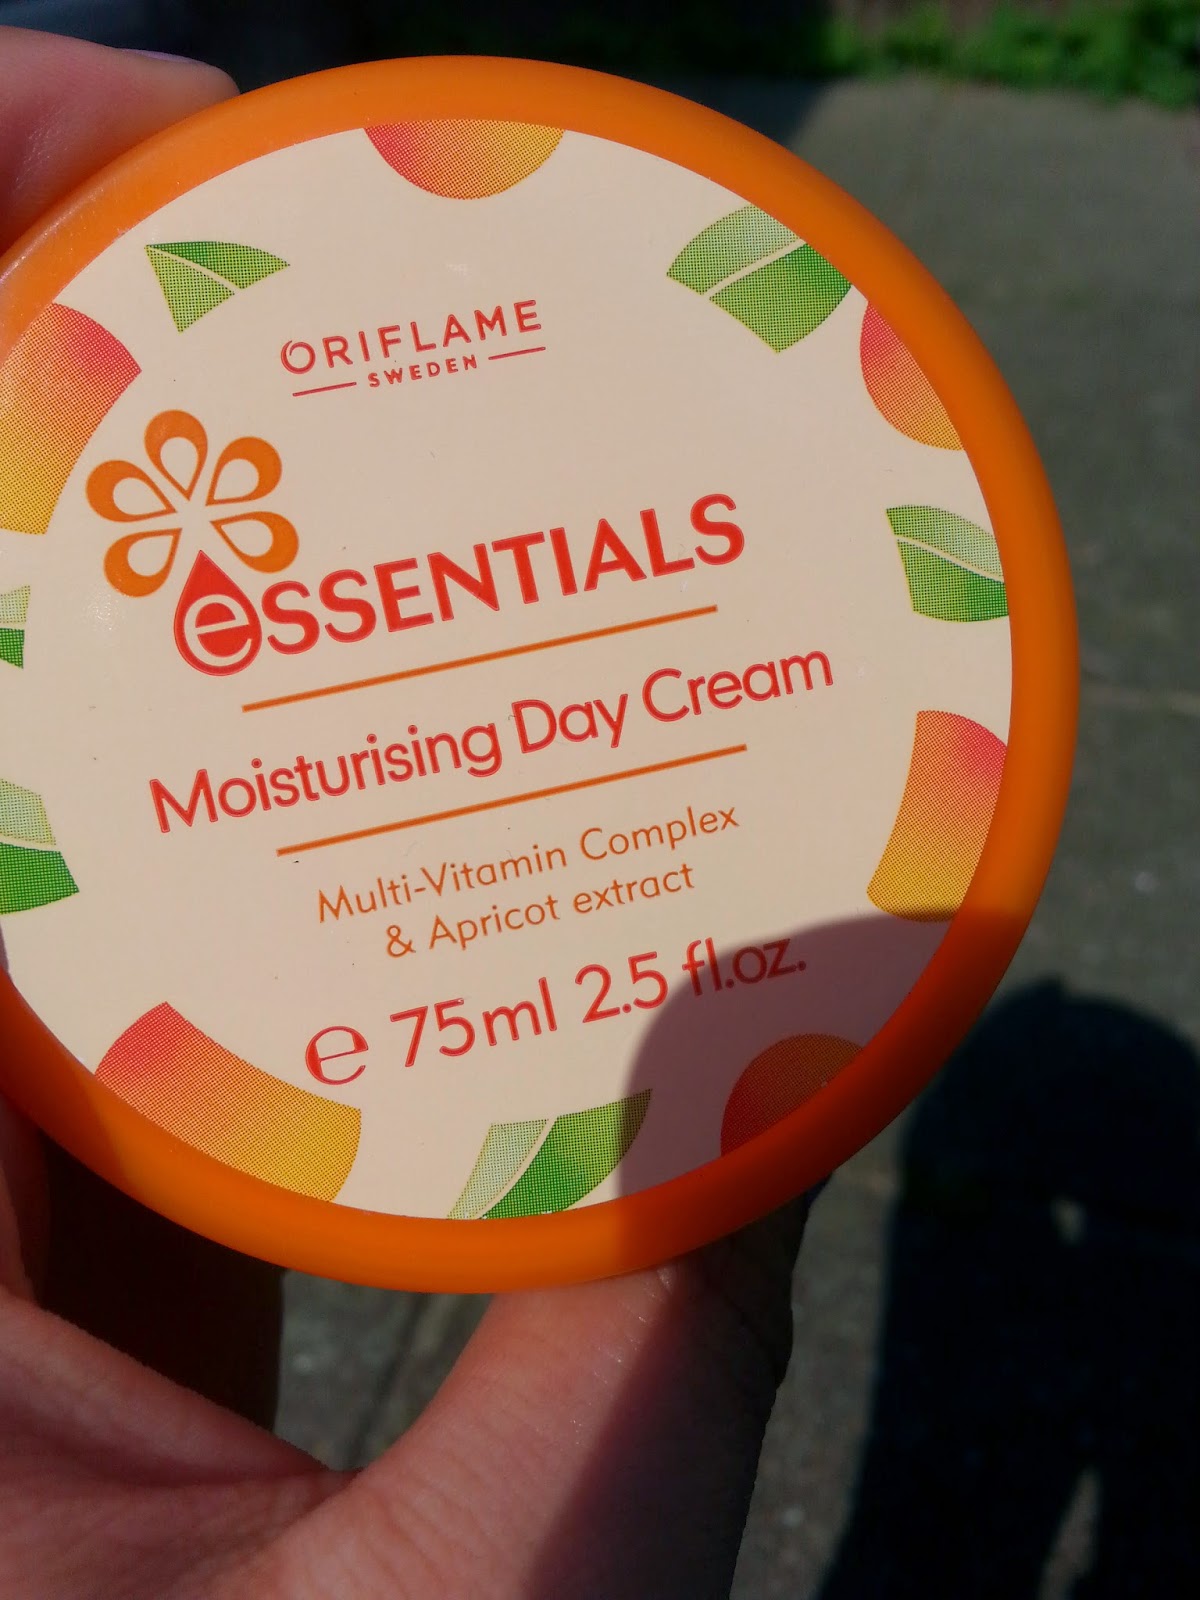 ORIFLAME
SWEDEN
eSSENTIALS
Moisturising Day Cream
Multi-Vitamin Complex
& Apricot extract
℮ 75ml 2.5 fl.oz.